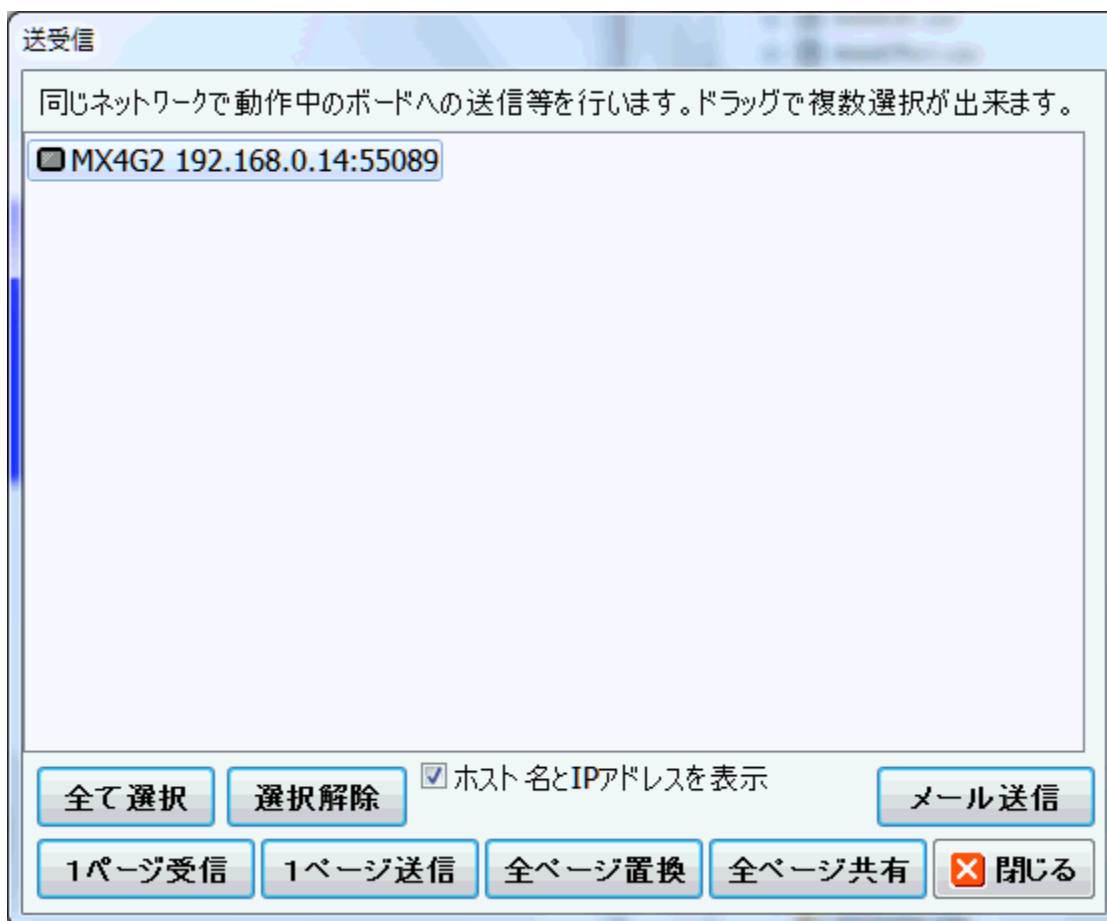 送受信
同じネットワークで動作中のボードへの送信等を行います。ドラッグで複数選択が出来ます。
MX4G2 192.168.0.14:55089
全て選択 選択解除 ホスト名とIPアドレスを表示 メール送信
1ページ受信 1ページ送信 全ページ置換 全ページ共有 閉じる